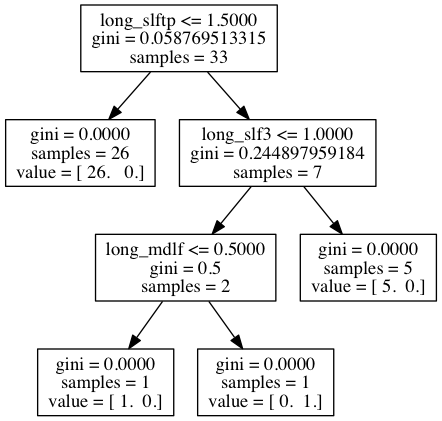 long_slftp <= 1.5000
gini = 0.058769513315
samples = 33
gini = 0.0000
samples = 26
value = [ 26.   0.]
long_slf3 <= 1.0000
gini = 0.244897959184
samples = 7
long_mdlf <= 0.5000
gini = 0.5
samples = 2
gini = 0.0000
samples = 5
value = [ 5.  0.]
gini = 0.0000
samples = 1
value = [ 1.  0.]
gini = 0.0000
samples = 1
value = [ 0.  1.]